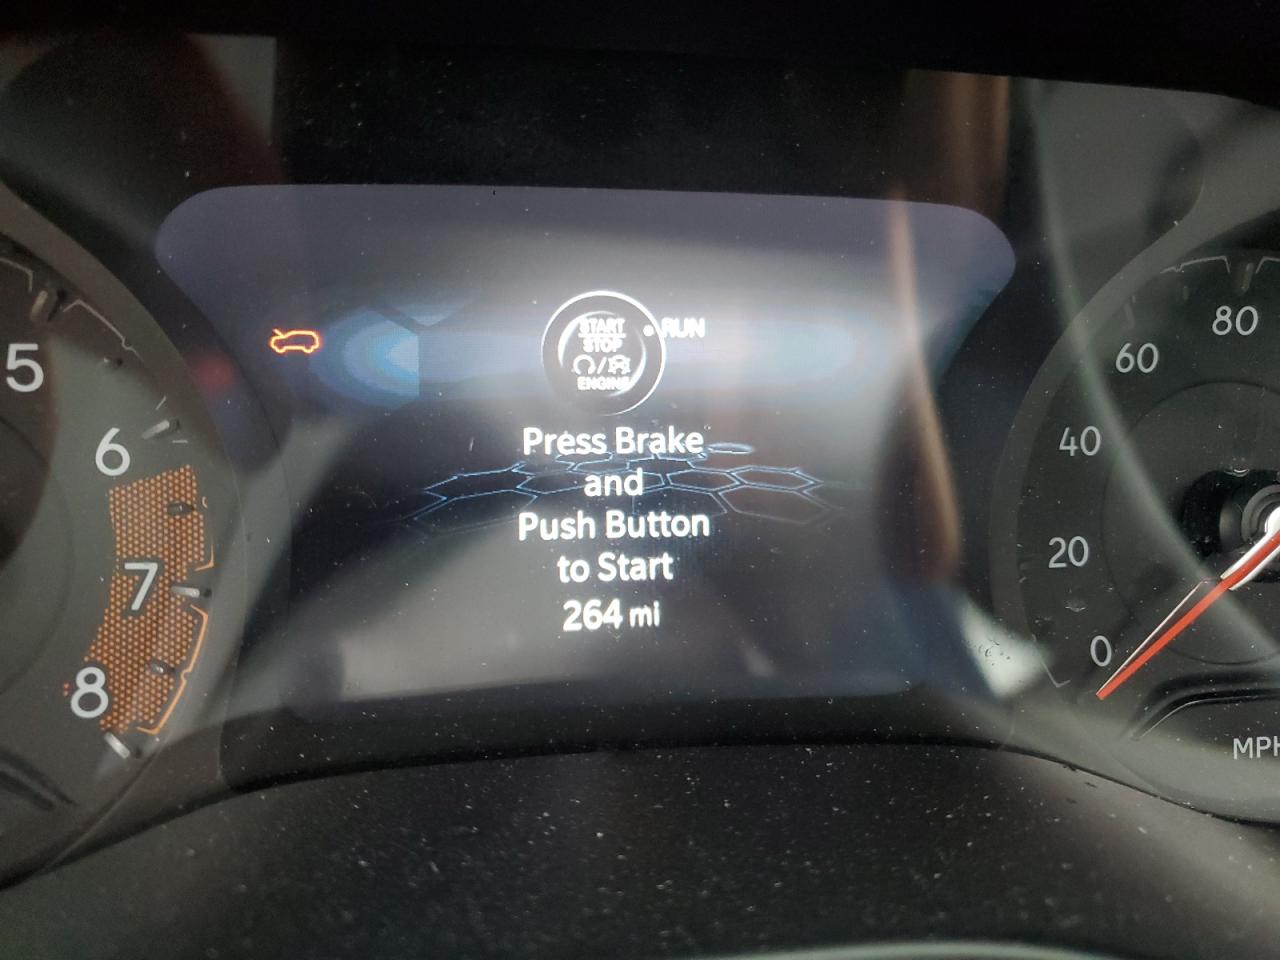 START
STOP
ENGINE
RUN
Press Brake
and
Push Button
to Start
264 mi
5
6
7
8
80
60
40
20
0
MPH